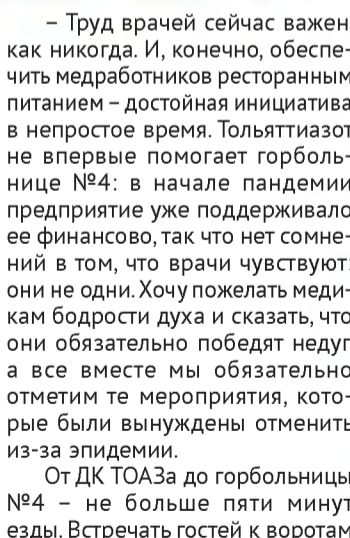 – Труд врачей сейчас важен
как никогда. И, конечно, обеспе-
чить медработников ресторанным
питанием – достойная инициатива
в непростое время. Тольяттиазот
не впервые помогает горболь-
нице №4: в начале пандемии
предприятие уже поддерживало
ее финансово, так что нет сомне-
ний в том, что врачи чувствуют:
они не одни. Хочу пожелать меди-
кам бодрости духа и сказать, что
они обязательно победят недуг
а все вместе мы обязательно
отметим те мероприятия, кото-
рые были вынуждены отменить
из-за эпидемии.
От ДК ТОАЗа до горбольницы
№4 – не больше пяти минут
езды. Встречать гостей к воротам